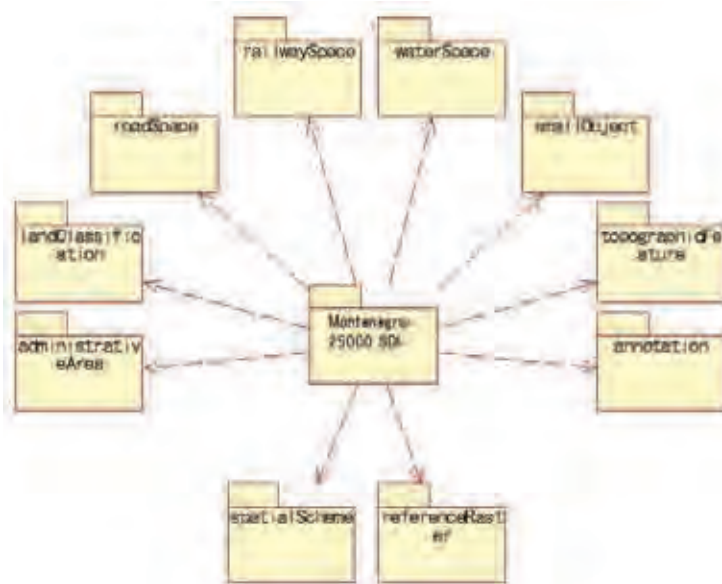 railwaySpace
waterSpace
roadSpace
smallObject
landClassific
ation
topographicFe
ature
Montenegro
25000 SDI
administrativ
eArea
annotation
spatialScheme
referenceRast
er